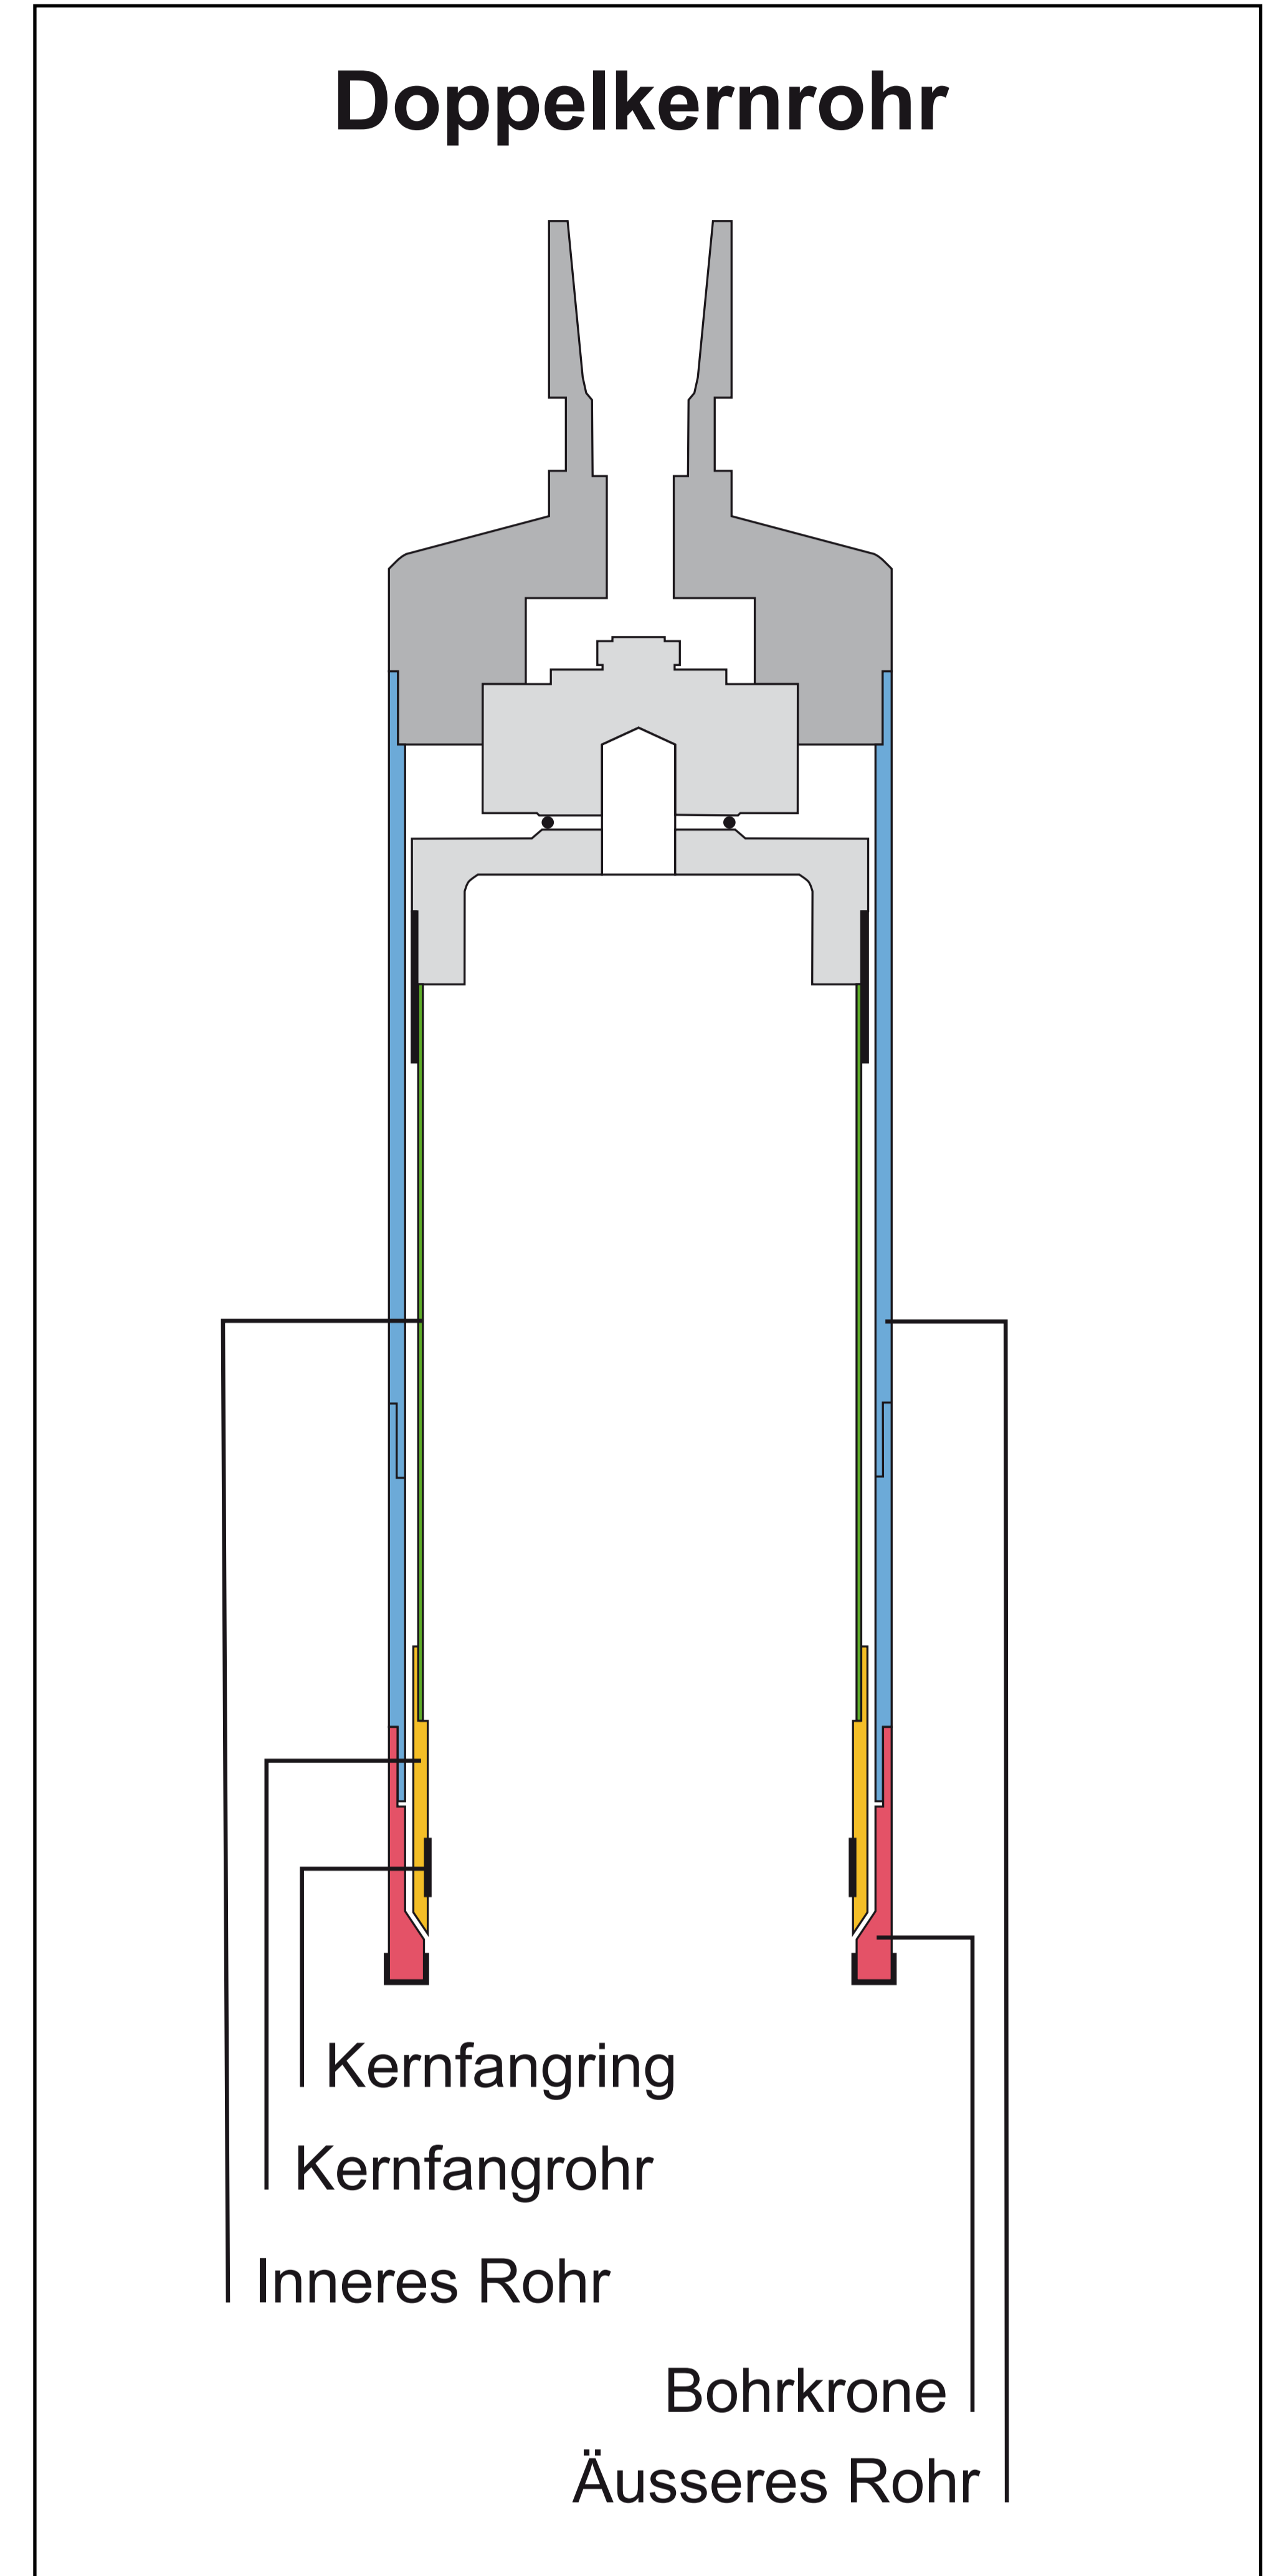 Doppelkernrohr
Kernfangring
Kernfangrohr
Inneres Rohr
Bohrkrone
Äusseres Rohr